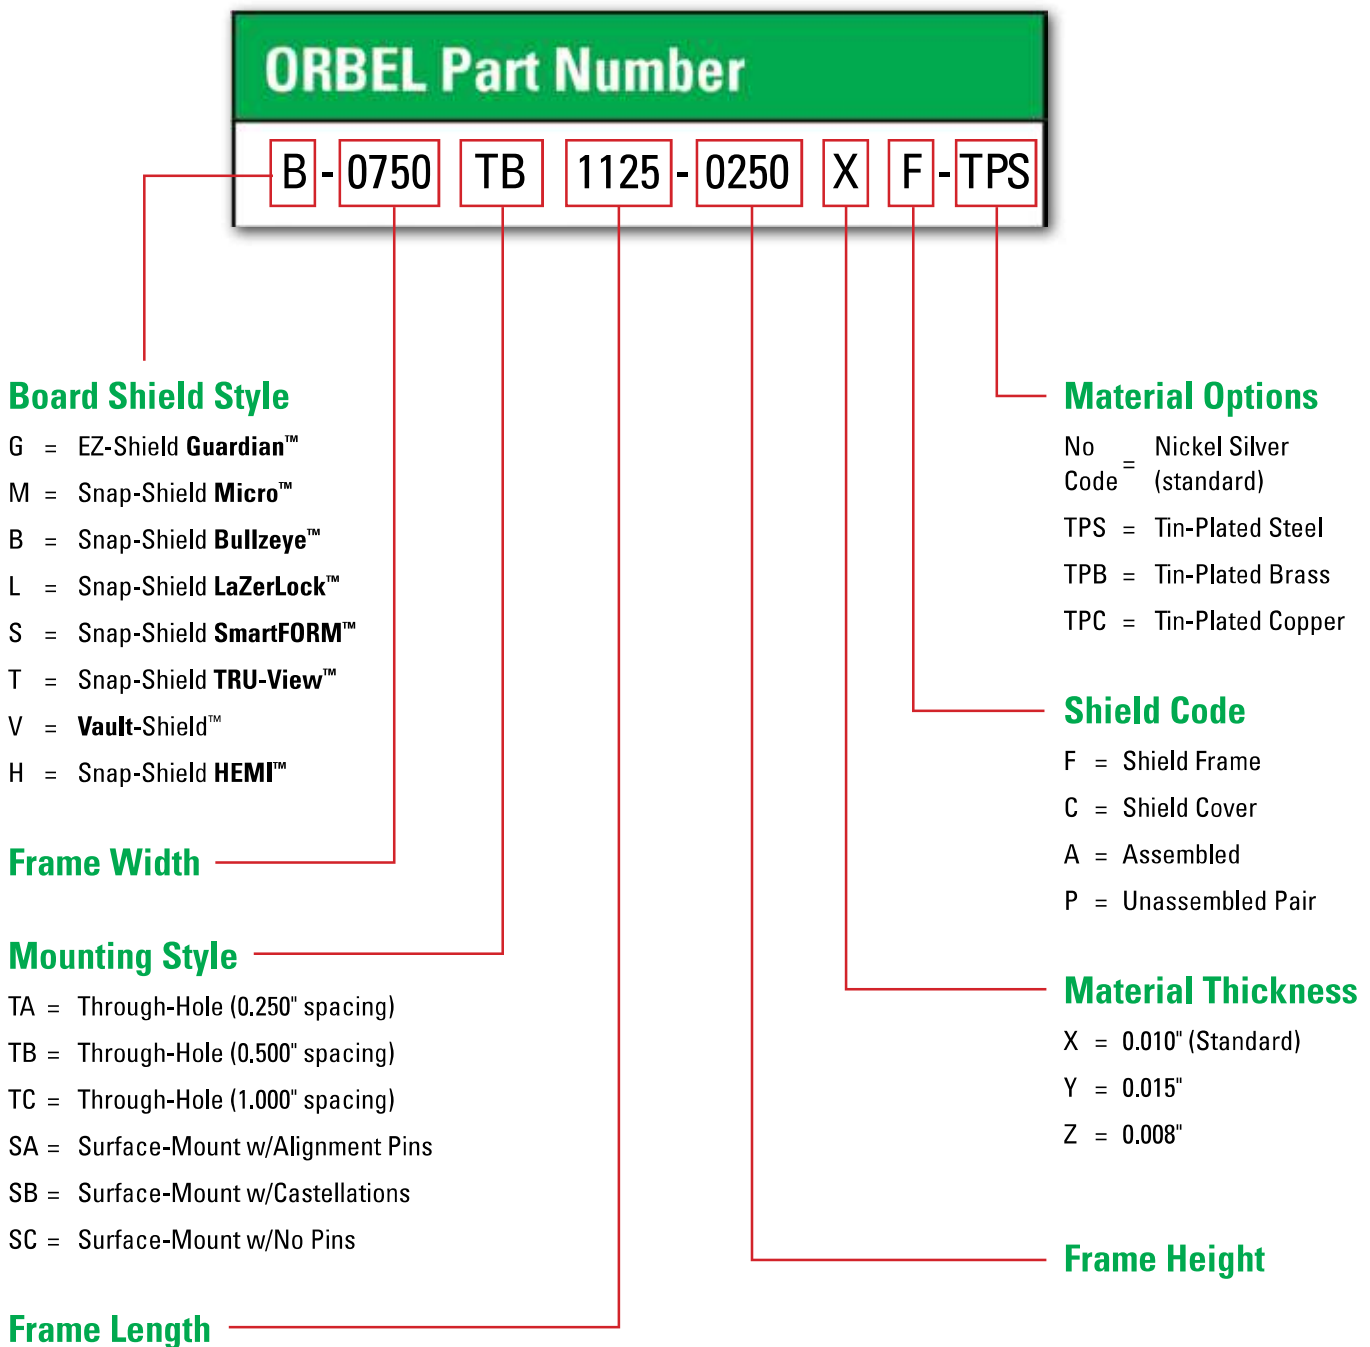 ORBEL Part Number
B - 0750 TB 1125 - 0250 X F - TPS
Board Shield Style
G = EZ-Shield Guardian™
M = Snap-Shield Micro™
B = Snap-Shield Bullzeye™
L = Snap-Shield LaZerLock™
S = Snap-Shield SmartFORM™
T = Snap-Shield TRU-View™
V = Vault-Shield™
H = Snap-Shield HEMI™
Frame Width
Mounting Style
TA = Through-Hole (0.250" spacing)
TB = Through-Hole (0.500" spacing)
TC = Through-Hole (1.000" spacing)
SA = Surface-Mount w/Alignment Pins
SB = Surface-Mount w/Castellations
SC = Surface-Mount w/No Pins
Frame Length
Material Options
No Code = Nickel Silver (standard)
TPS = Tin-Plated Steel
TPB = Tin-Plated Brass
TPC = Tin-Plated Copper
Shield Code
F = Shield Frame
C = Shield Cover
A = Assembled
P = Unassembled Pair
Material Thickness
X = 0.010" (Standard)
Y = 0.015"
Z = 0.008"
Frame Height